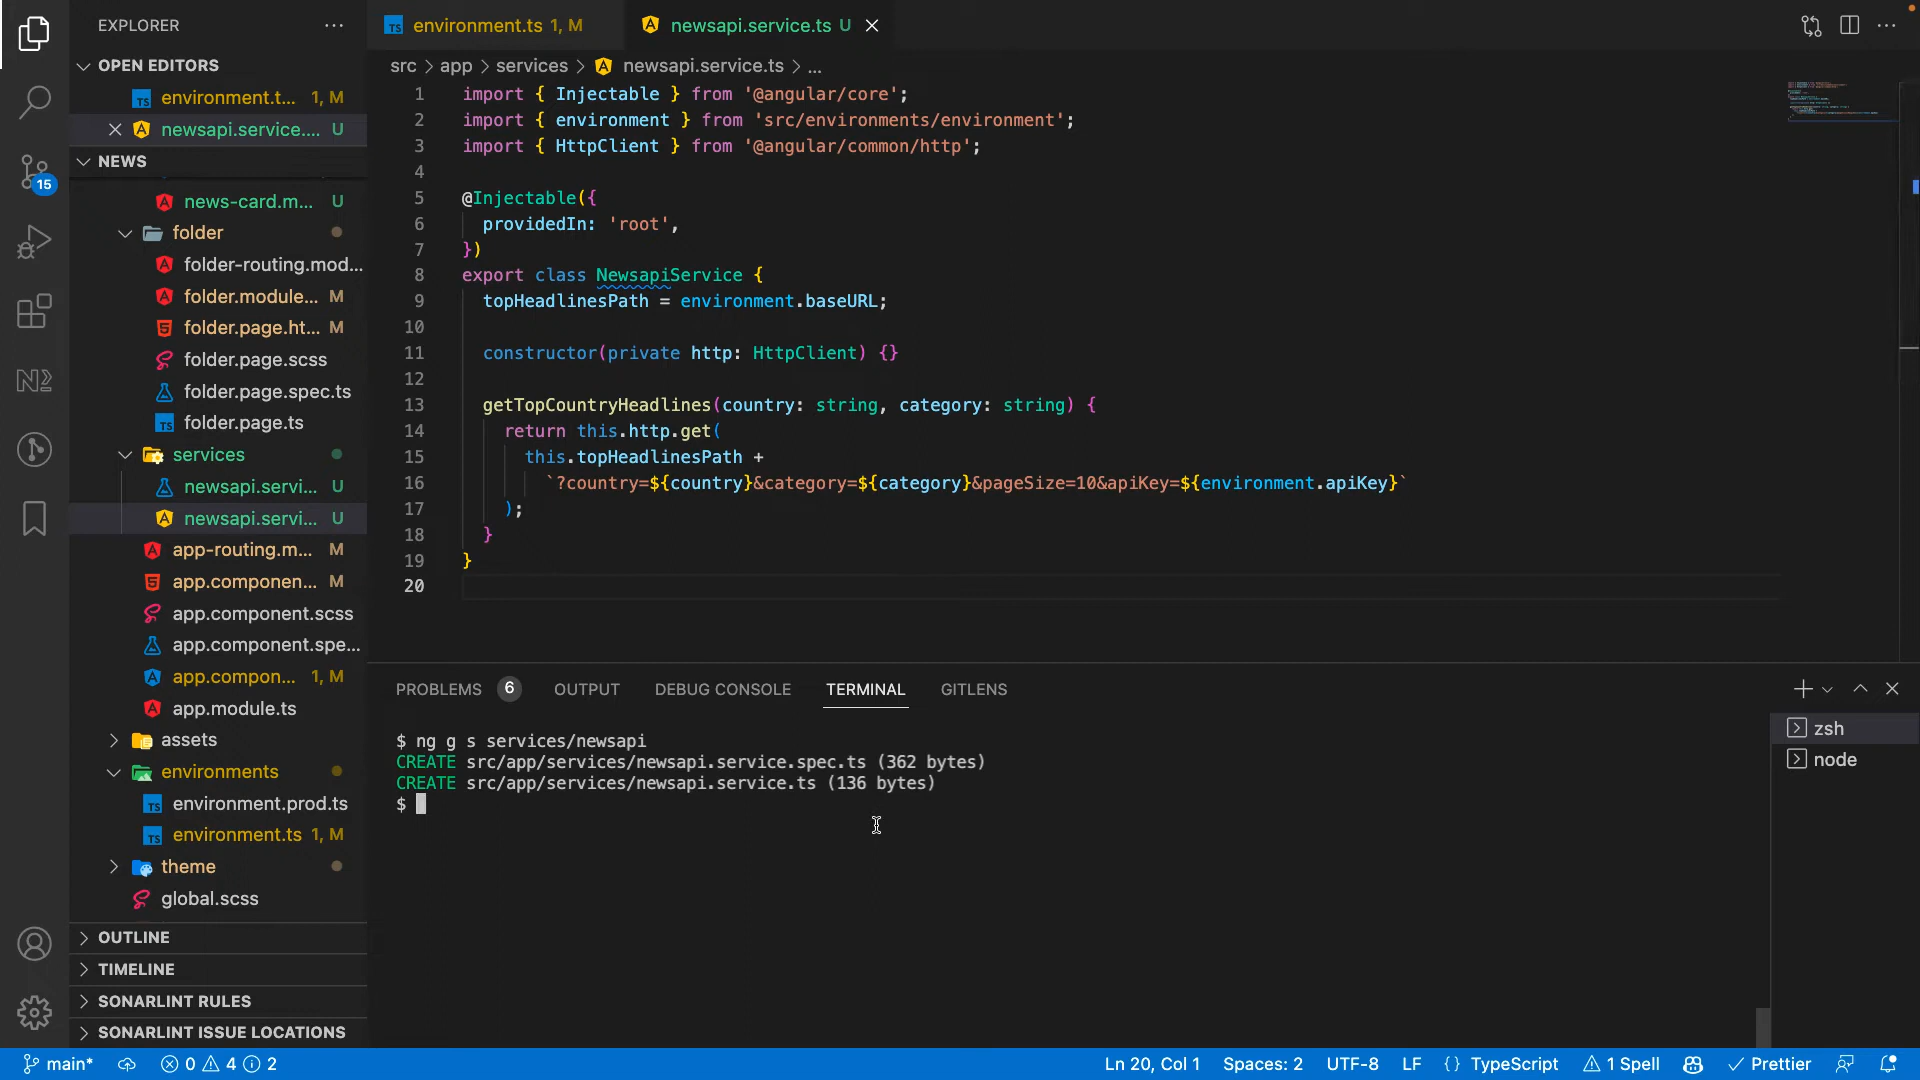 EXPLORER
OPEN EDITORS
environment.t... 1, M
newsapi.service.... U
NEWS
news-card.m... U
folder
folder-routing.mod...
folder.module... M
folder.page.ht... M
folder.page.scss
folder.page.spec.ts
folder.page.ts
services
newsapi.servi... U
newsapi.servi... U
app-routing.m... M
app.componen... M
app.component.scss
app.component.spe...
app.compon... 1, M
app.module.ts
assets
environments
environment.prod.ts
environment.ts 1, M
theme
global.scss
OUTLINE
TIMELINE
SONARLINT RULES
SONARLINT ISSUE LOCATIONS
15
environment.ts 1, M
newsapi.service.ts U
src > app > services > newsapi.service.ts > ...
1 import { Injectable } from '@angular/core';
2 import { environment } from 'src/environments/environment';
3 import { HttpClient } from '@angular/common/http';
4
5 @Injectable({
6 providedIn: 'root',
7 })
8 export class NewsapiService {
9 topHeadlinesPath = environment.baseURL;
10
11 constructor(private http: HttpClient) {}
12
13 getTopCountryHeadlines(country: string, category: string) {
14 return this.http.get(
15 this.topHeadlinesPath +
16 `?country=${country}&category=${category}&pageSize=10&apiKey=${environment.apiKey}`
17 );
18 }
19 }
20
PROBLEMS 6 OUTPUT DEBUG CONSOLE TERMINAL GITLENS
$ ng g s services/newsapi
CREATE src/app/services/newsapi.service.spec.ts (362 bytes)
CREATE src/app/services/newsapi.service.ts (136 bytes)
$
zsh
node
main* 0 4 2 Ln 20, Col 1 Spaces: 2 UTF-8 LF {} TypeScript 1 Spell Prettier